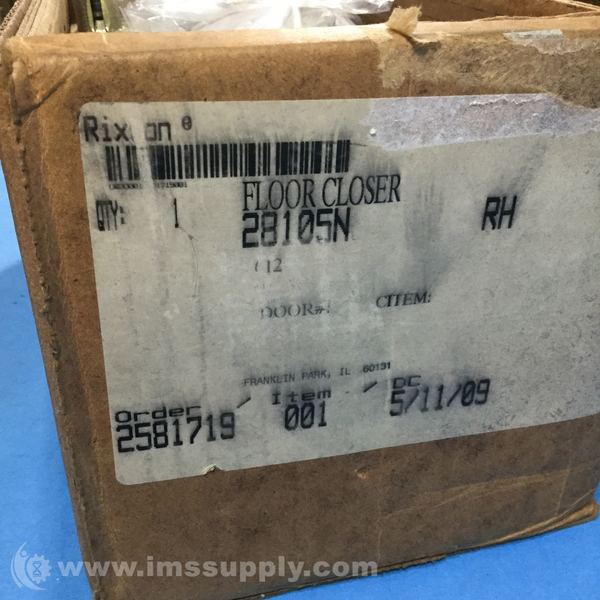 Rixson ®
QTY: 1 FLOOR CLOSER RH
28105N
612
DOOR#: CITEM:
FRANKLIN PARK, IL 60131
Order / Item / DC
2581719 001 5/11/09
www.imssupply.com